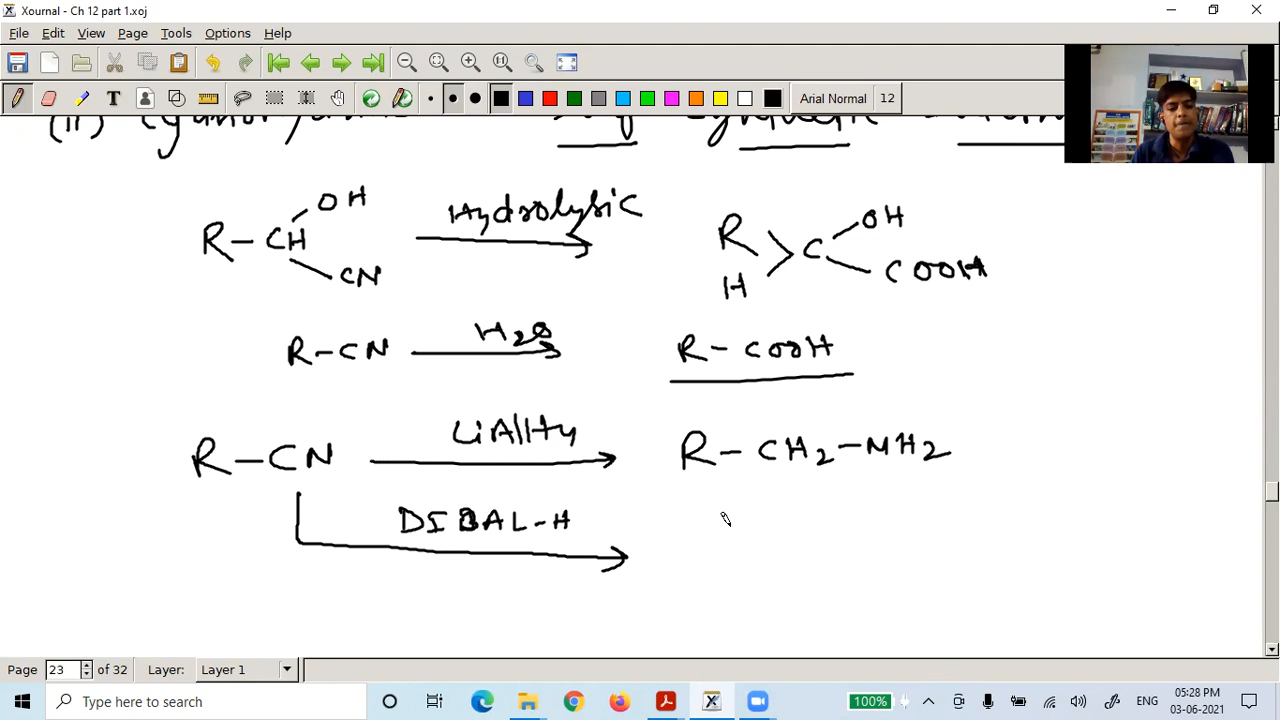 Xournal - Ch 12 part 1.xoj
File Edit View Page Tools Options Help
T Arial Normal 12
(ii)
R - CH OH CN Hydrolysic R H > C OH COOH
R - CN H2O R - COOH
R - CN LiAlH4 R - CH2 - NH2
DIBAL - H
Page 23 of 32 Layer: Layer 1
Type here to search 100% ENG 05:28 PM
03-06-2021